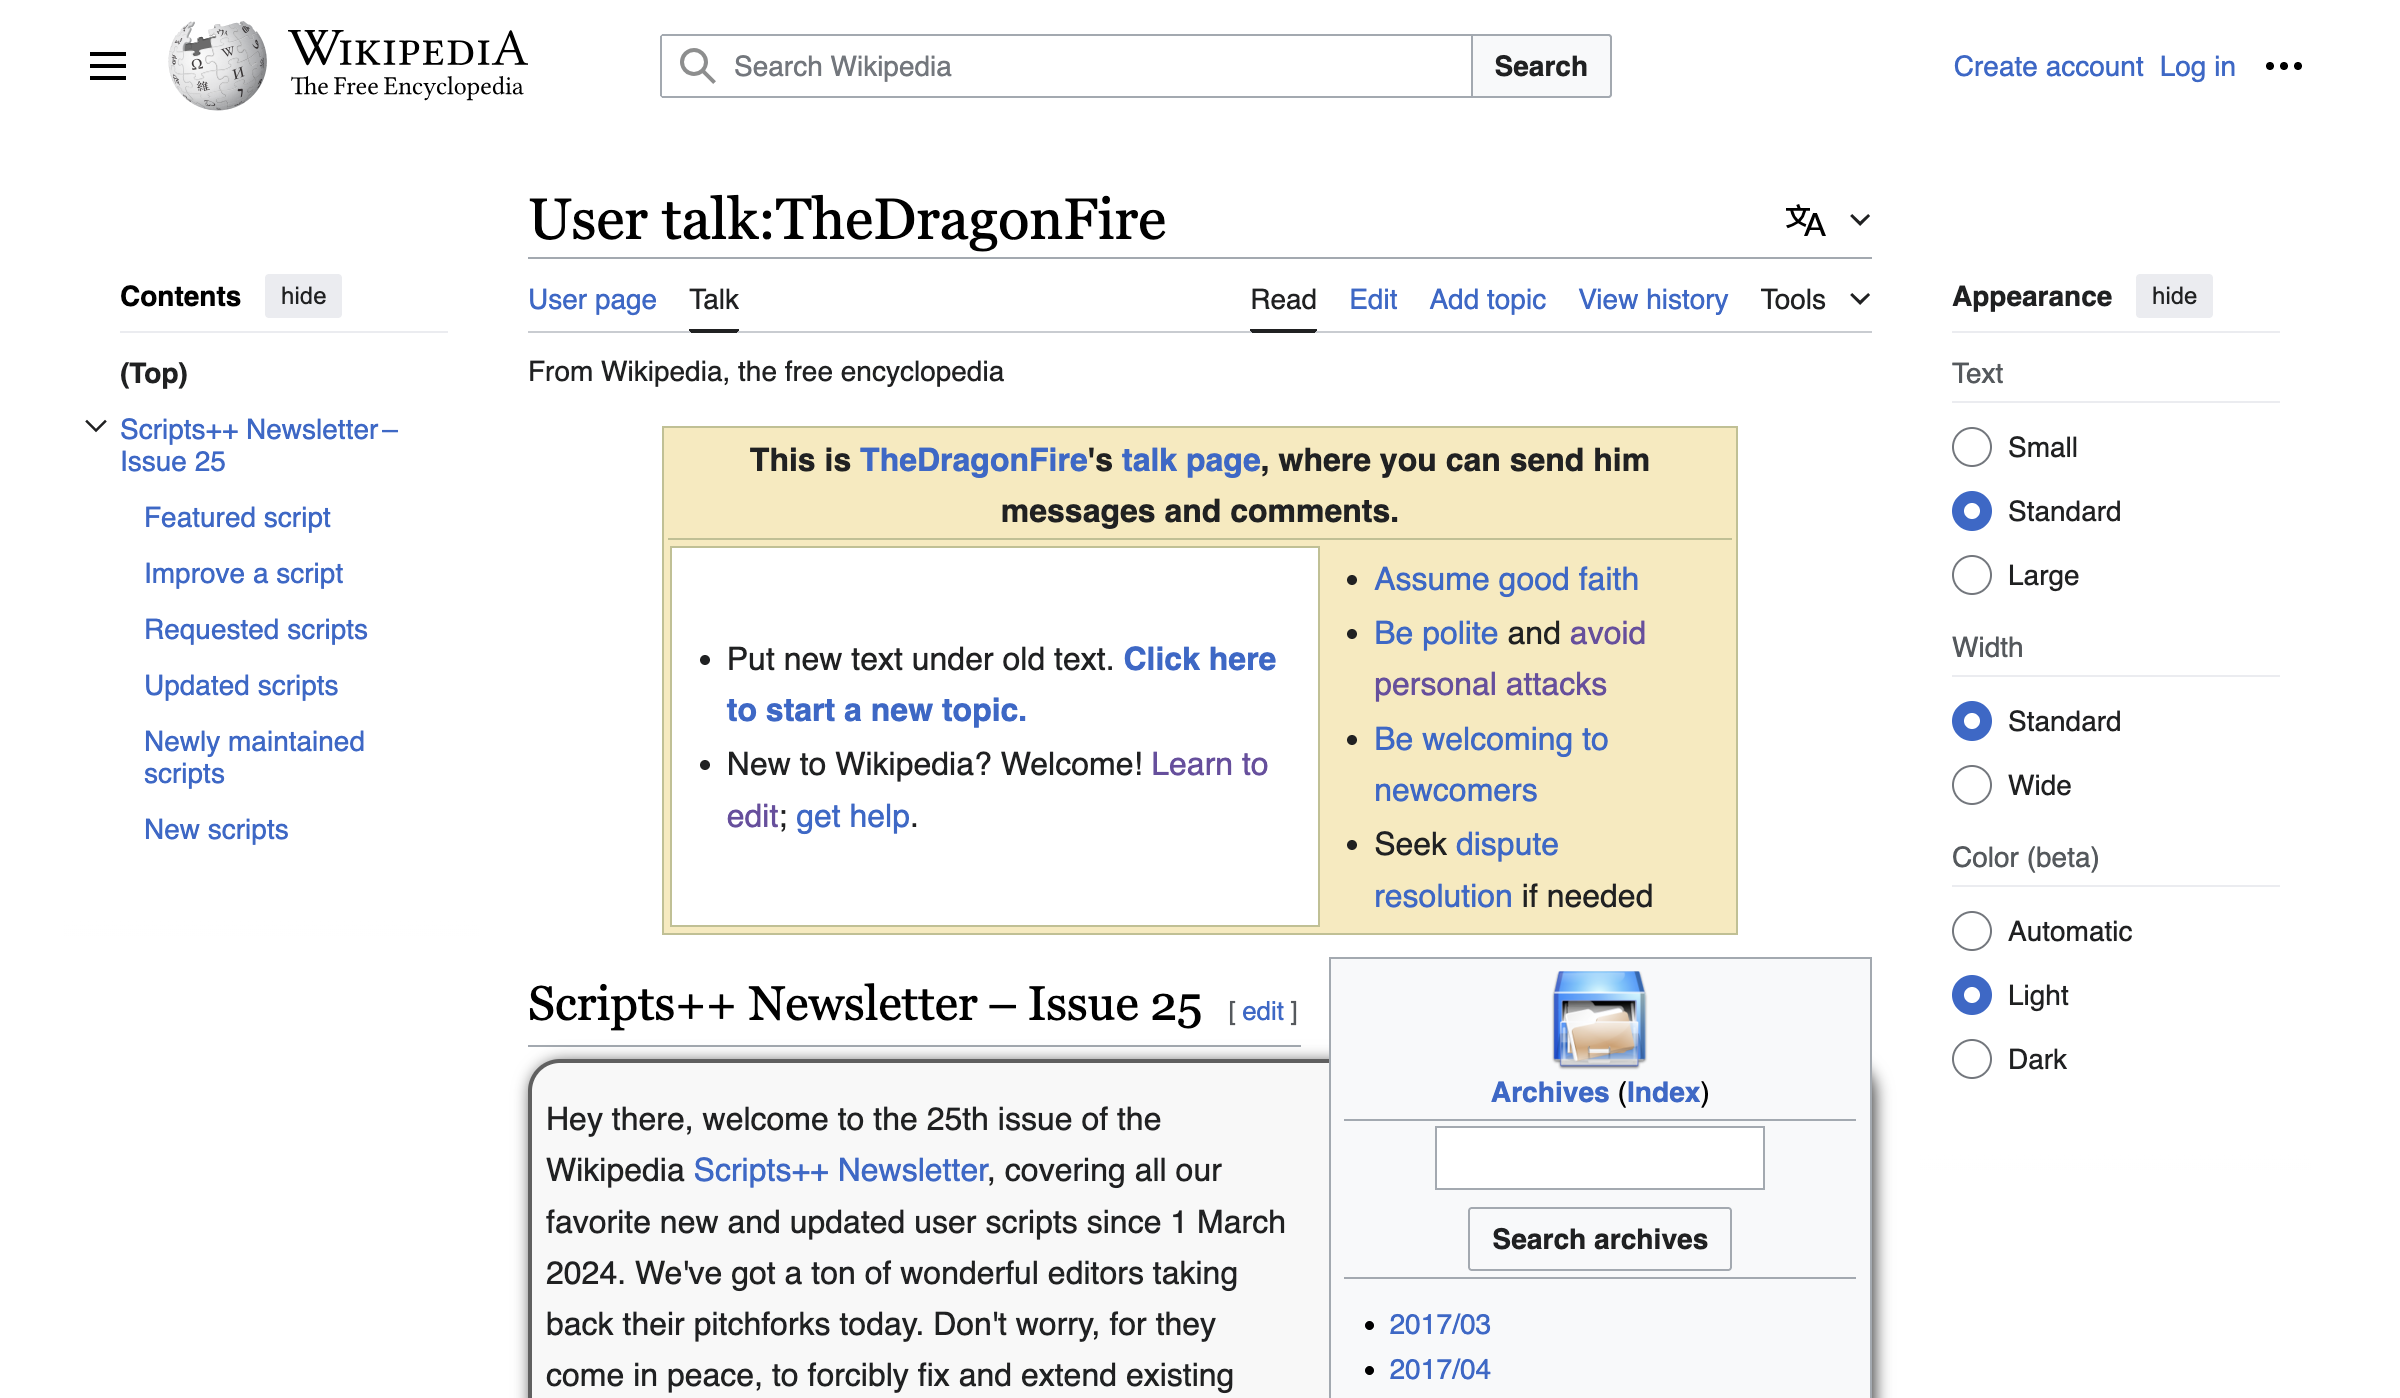 WIKIPEDIA
The Free Encyclopedia
Search Wikipedia
Search
Create account Log in
User talk:TheDragonFire
Contents hide
(Top)
Scripts++ Newsletter –
Issue 25
Featured script
Improve a script
Requested scripts
Updated scripts
Newly maintained
scripts
New scripts
User page Talk
Read Edit Add topic View history Tools
From Wikipedia, the free encyclopedia
This is TheDragonFire's talk page, where you can send him
messages and comments.
Put new text under old text. Click here
to start a new topic.
New to Wikipedia? Welcome! Learn to
edit; get help.
Assume good faith
Be polite and avoid
personal attacks
Be welcoming to
newcomers
Seek dispute
resolution if needed
Scripts++ Newsletter – Issue 25 [ edit ]
Hey there, welcome to the 25th issue of the
Wikipedia Scripts++ Newsletter, covering all our
favorite new and updated user scripts since 1 March
2024. We've got a ton of wonderful editors taking
back their pitchforks today. Don't worry, for they
come in peace, to forcibly fix and extend existing
Archives (Index)
Search archives
2017/03
2017/04
Appearance hide
Text
Small
Standard
Large
Width
Standard
Wide
Color (beta)
Automatic
Light
Dark